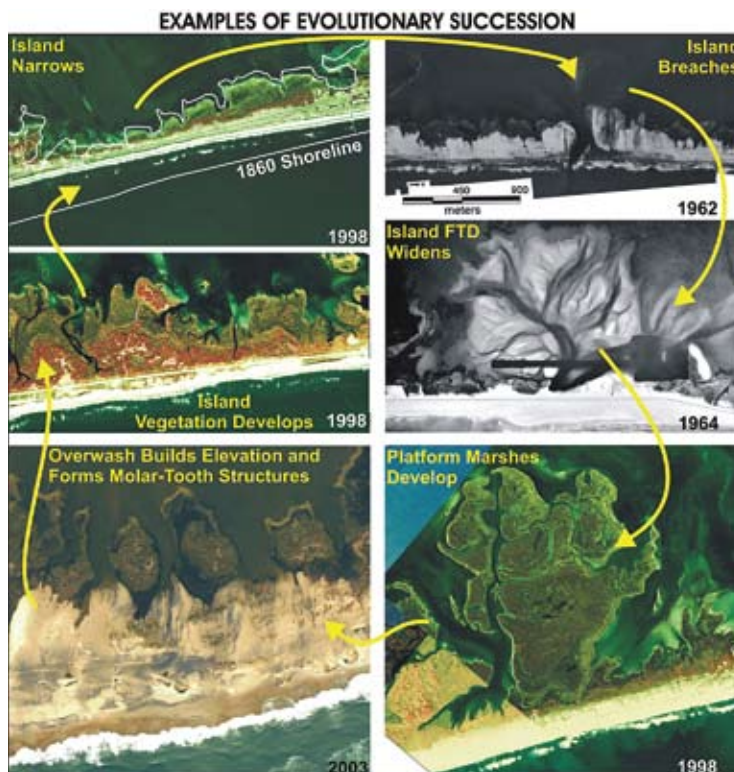 EXAMPLES OF EVOLUTIONARY SUCCESSION
Island
Narrows
1860 Shoreline
1998
Island
Breaches
450
900
meters
1962
Island FTD
Widens
1964
Island
Vegetation Develops
1998
Overwash Builds Elevation and
Forms Molar-Tooth Structures
2003
Platform Marshes
Develop
1998